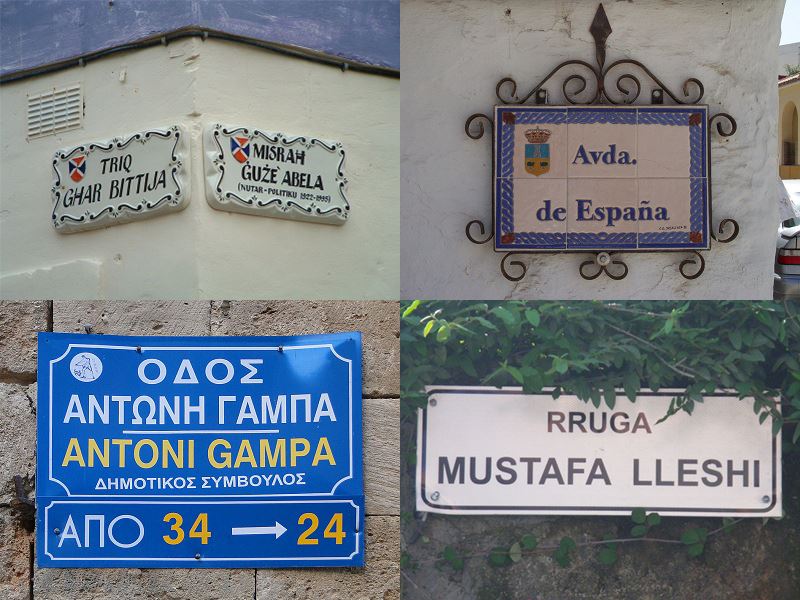 TRIQ
GĦAR BITTIJA
MISRAĦ
ĠUŻE' ABELA
(NUTAR-POLITIKU 1922-1995)
Avda.
de España
ΟΔΟΣ
ΑΝΤΩΝΗ ΓΑΜΠΑ
ANTONI GAMPA
ΔΗΜΟΤΙΚΟΣ ΣΥΜΒΟΥΛΟΣ
ΑΠΟ 34 → 24
RRUGA
MUSTAFA LLESHI